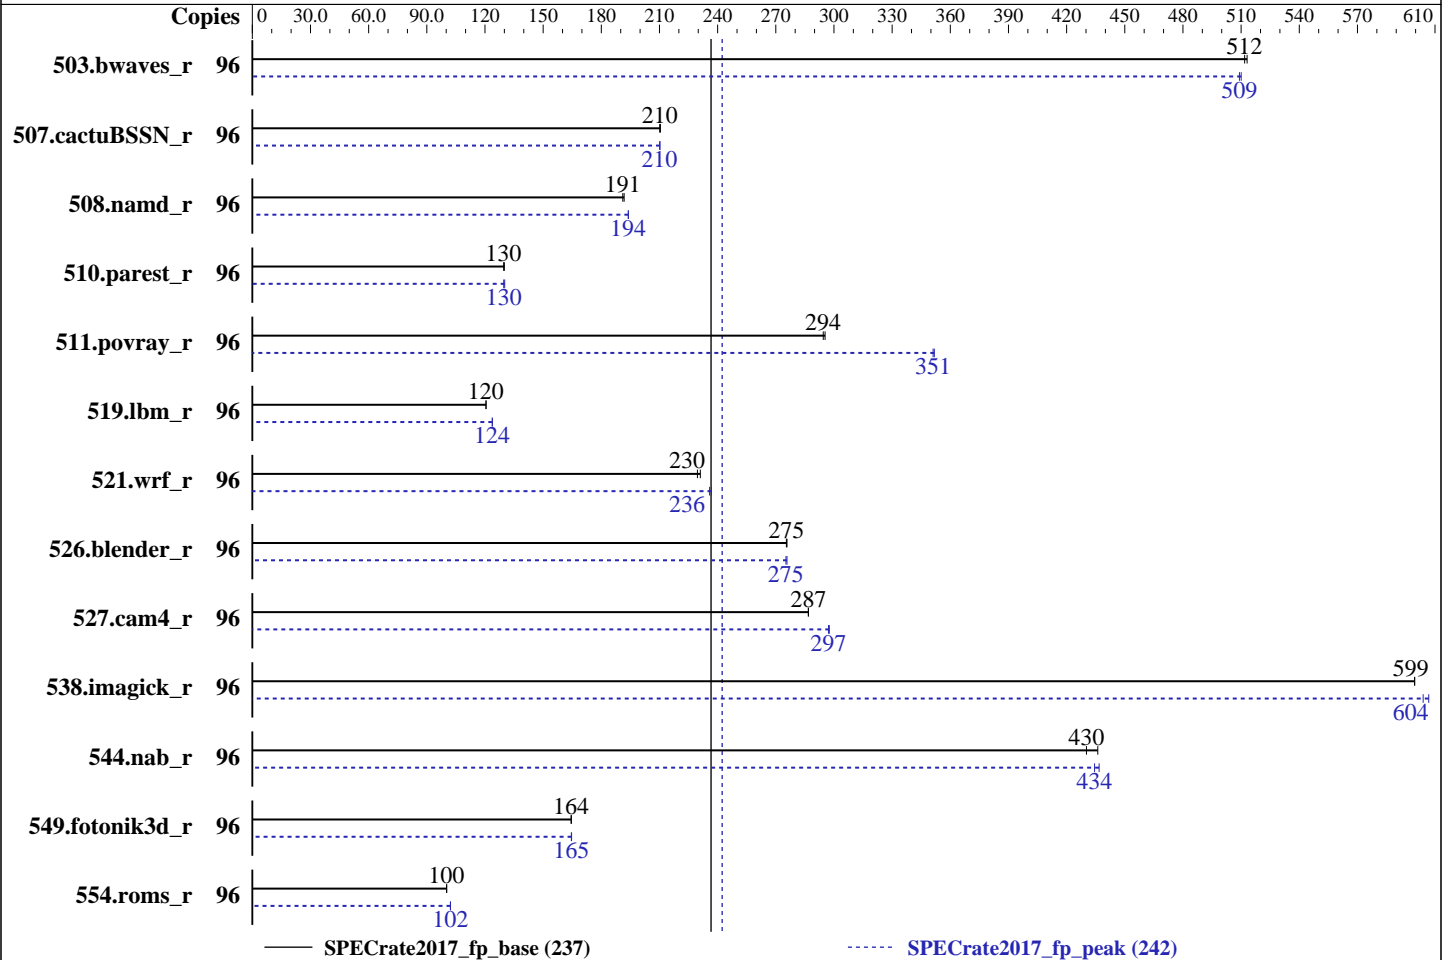 Copies 0 30.0 60.0 90.0 120 150 180 210 240 270 300 330 360 390 420 450 480 510 540 570 610
503.bwaves_r 96 512
509
507.cactuBSSN_r 96 210
210
508.namd_r 96 191
194
510.parest_r 96 130
130
511.povray_r 96 294
351
519.lbm_r 96 120
124
521.wrf_r 96 230
236
526.blender_r 96 275
275
527.cam4_r 96 287
297
538.imagick_r 96 599
604
544.nab_r 96 430
434
549.fotonik3d_r 96 164
165
554.roms_r 96 100
102
SPECrate2017_fp_base (237) SPECrate2017_fp_peak (242)